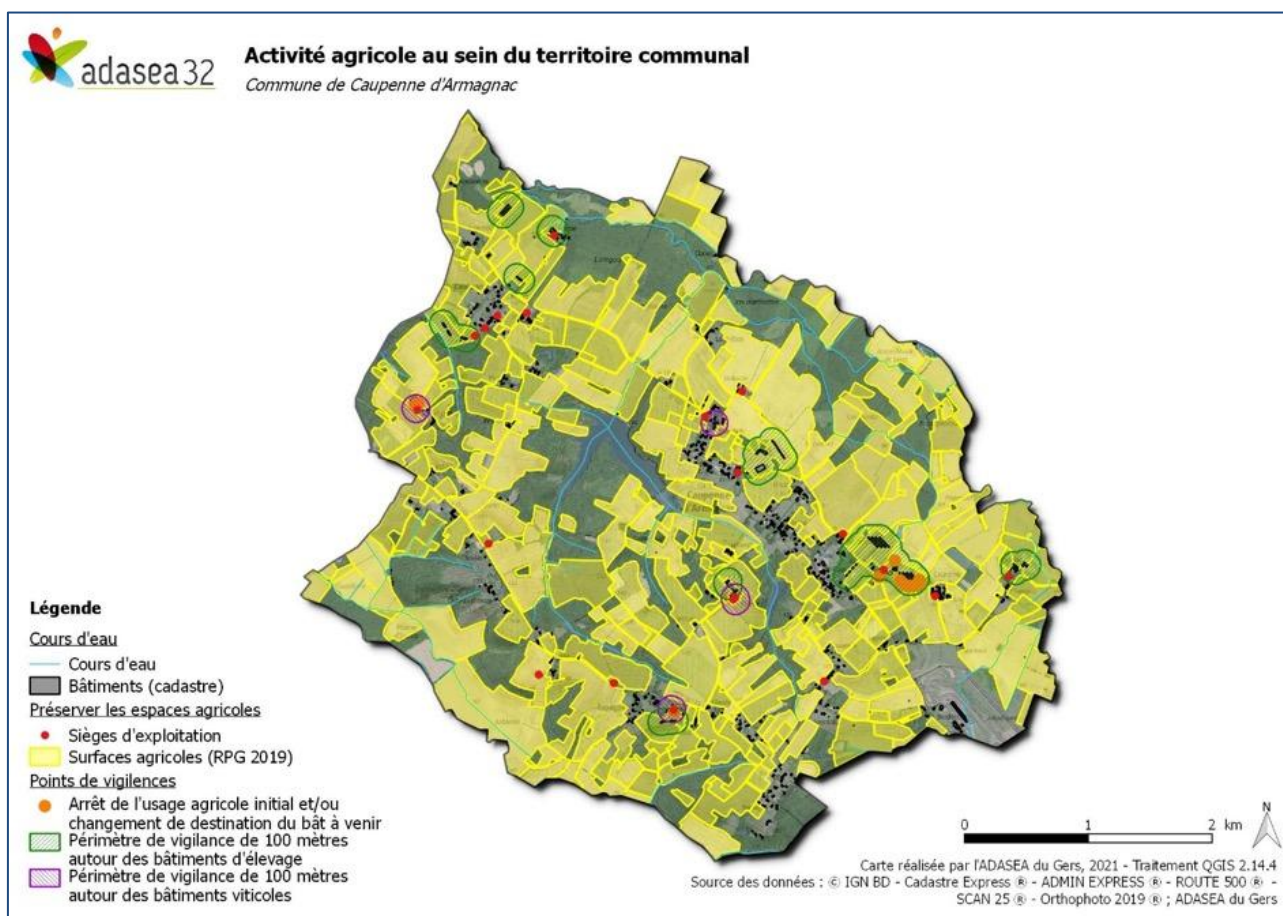 adasea32
Activité agricole au sein du territoire communal
Commune de Caupenne d'Armagnac
Caupenne
d'Arma
Légende
Cours d'eau
Cours d'eau
Bâtiments (cadastre)
Préserver les espaces agricoles
Sièges d'exploitation
Surfaces agricoles (RPG 2019)
Points de vigilences
Arrêt de l'usage agricole initial et/ou
changement de destination du bât à venir
Périmètre de vigilance de 100 mètres
autour des bâtiments d'élevage
Périmètre de vigilance de 100 mètres
autour des bâtiments viticoles
N
0 1 2 km
Carte réalisée par l'ADASEA du Gers, 2021 - Traitement QGIS 2.14.4
Source des données : © IGN BD - Cadastre Express ® - ADMIN EXPRESS ® - ROUTE 500 ® -
SCAN 25 ® - Orthophoto 2019 ® ; ADASEA du Gers